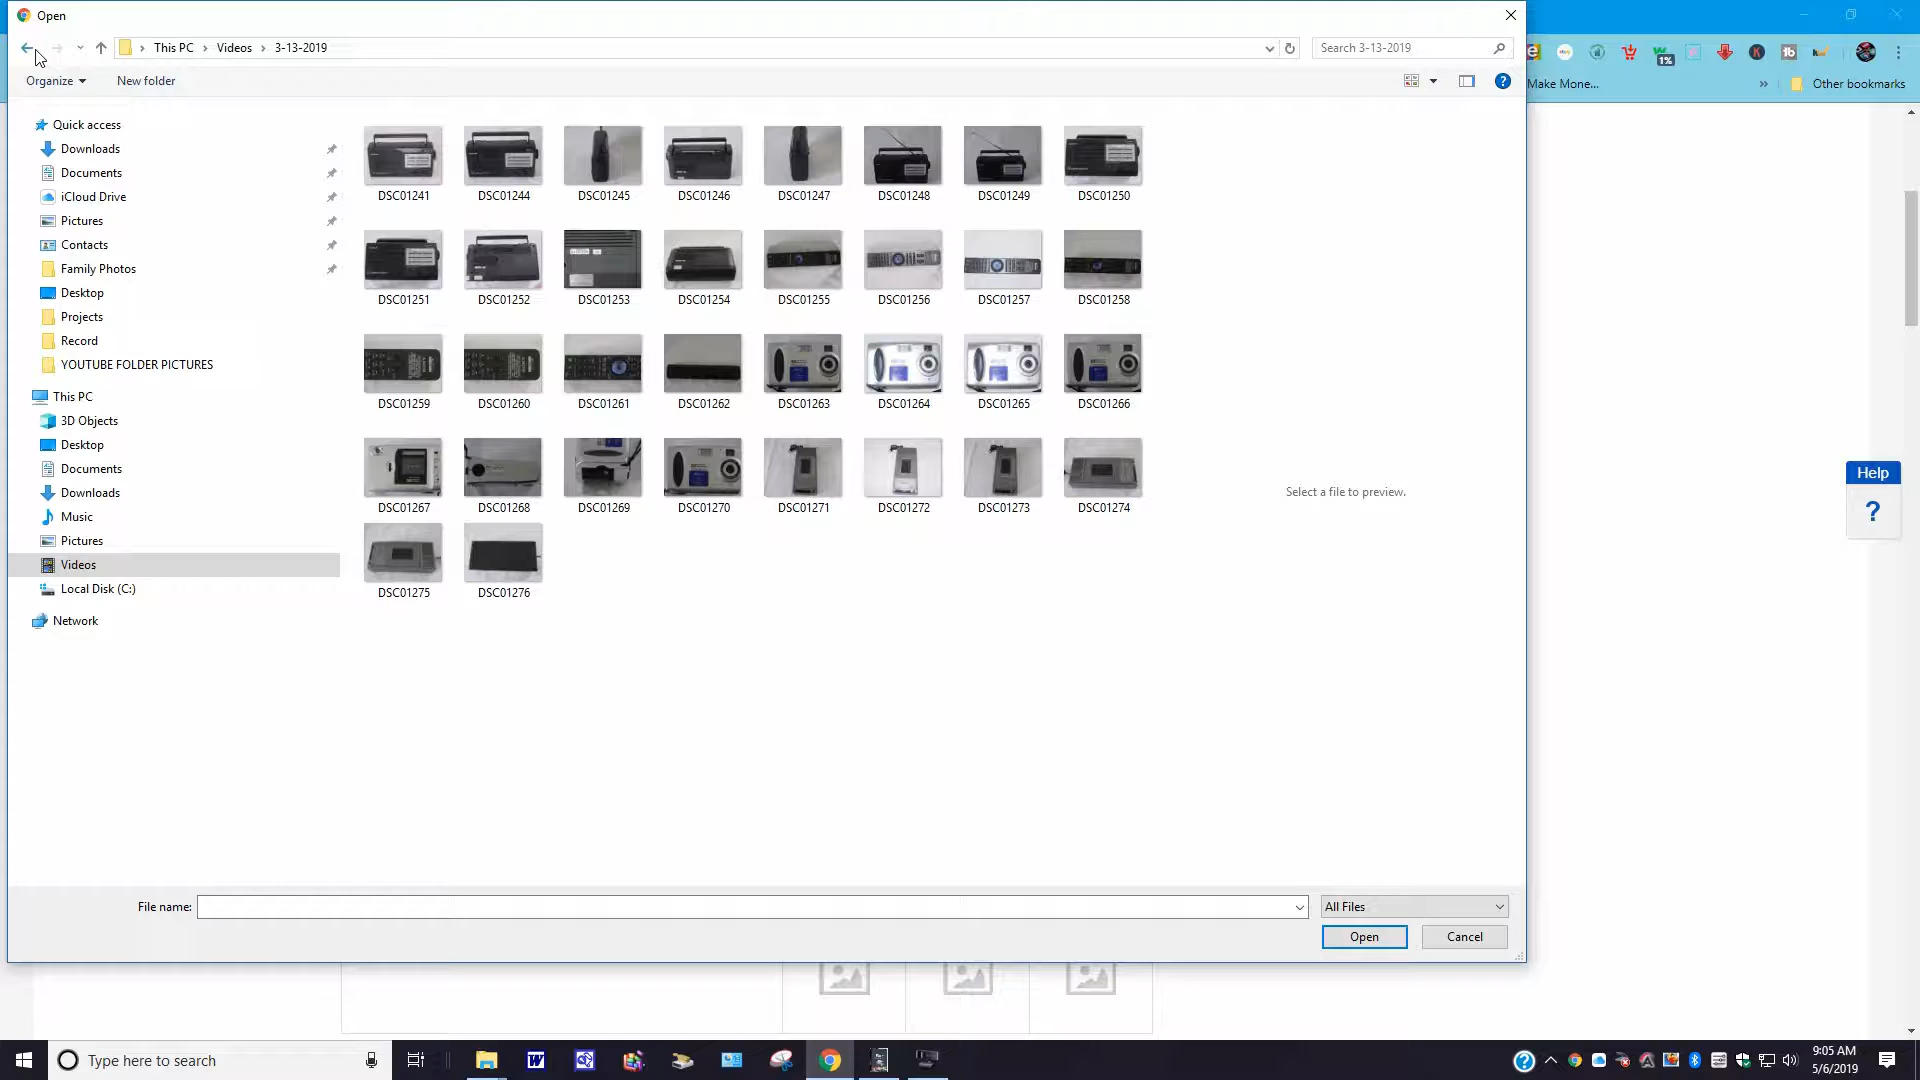 Open
This PC
Videos
3-13-2019
Search 3-13-2019
Organize
New folder
Make Mone...
»
Other bookmarks
1%
Quick access
Downloads
Documents
iCloud Drive
Pictures
Contacts
Family Photos
Desktop
Projects
Record
YOUTUBE FOLDER PICTURES
This PC
3D Objects
Desktop
Documents
Downloads
Music
Pictures
Videos
Local Disk (C:)
Network
DSC01241 DSC01244 DSC01245 DSC01246 DSC01247 DSC01248 DSC01249 DSC01250
DSC01251 DSC01252 DSC01253 DSC01254 DSC01255 DSC01256 DSC01257 DSC01258
DSC01259 DSC01260 DSC01261 DSC01262 DSC01263 DSC01264 DSC01265 DSC01266
DSC01267 DSC01268 DSC01269 DSC01270 DSC01271 DSC01272 DSC01273 DSC01274
DSC01275 DSC01276
Select a file to preview.
Help
?
File name:
All Files
Open
Cancel
Type here to search
9:05 AM
5/6/2019